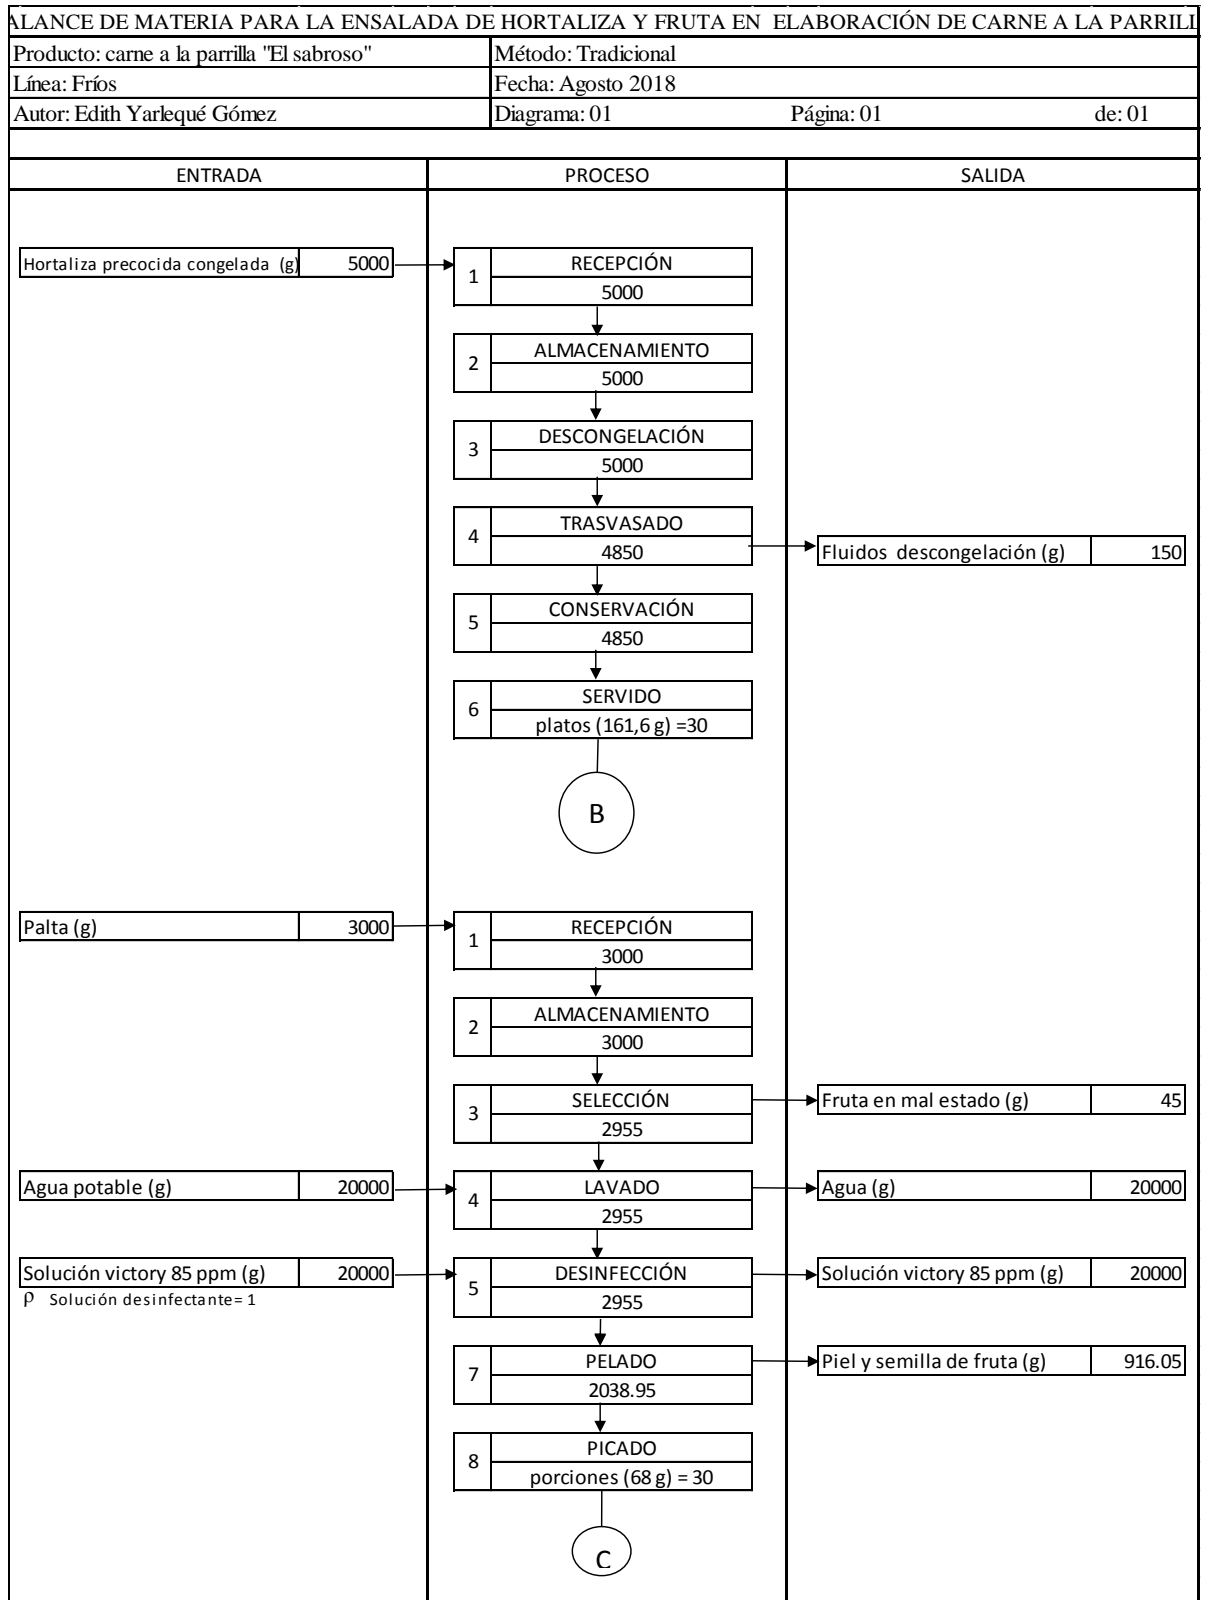 ALANCE DE MATERIA PARA LA ENSALADA DE HORTALIZA Y FRUTA EN ELABORACIÓN DE CARNE A LA PARRILL
Producto: carne a la parrilla "El sabroso" Método: Tradicional
Línea: Fríos Fecha: Agosto 2018
Autor: Edith Yarlequé Gómez Diagrama: 01 Página: 01 de: 01
ENTRADA PROCESO SALIDA
Hortaliza precocida congelada (g) 5000 1 RECEPCIÓN
5000
2 ALMACENAMIENTO
5000
3 DESCONGELACIÓN
5000
4 TRASVASADO
4850 Fluidos descongelación (g) 150
5 CONSERVACIÓN
4850
6 SERVIDO
platos (161,6 g) =30
B
Palta (g) 3000 1 RECEPCIÓN
3000
2 ALMACENAMIENTO
3000
3 SELECCIÓN Fruta en mal estado (g) 45
2955
Agua potable (g) 20000 4 LAVADO Agua (g) 20000
2955
Solución victory 85 ppm (g) 20000 5 DESINFECCIÓN Solución victory 85 ppm (g) 20000
ρ Solución desinfectante= 1 2955
7 PELADO Piel y semilla de fruta (g) 916.05
2038.95
8 PICADO
porciones (68 g) = 30
C